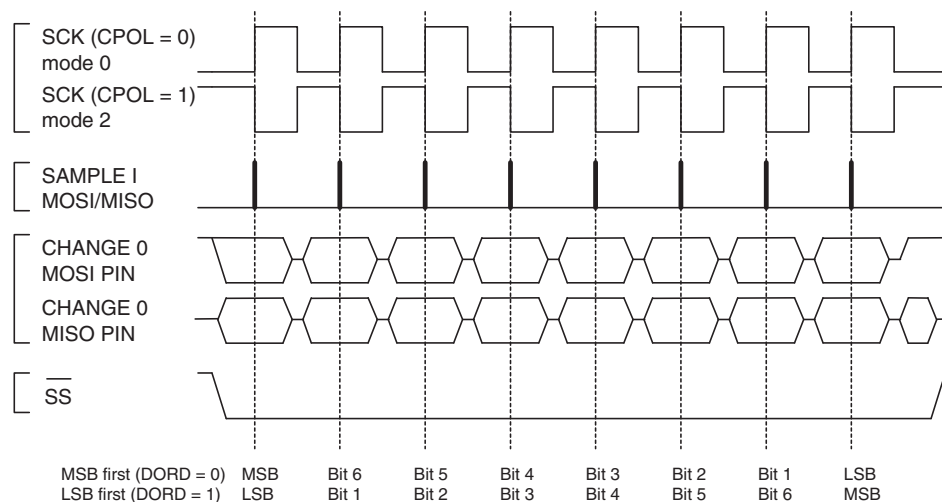 SCK (CPOL = 0)
mode 0
SCK (CPOL = 1)
mode 2
SAMPLE I
MOSI/MISO
CHANGE 0
MOSI PIN
CHANGE 0
MISO PIN
SS
MSB first (DORD = 0) MSB Bit 6 Bit 5 Bit 4 Bit 3 Bit 2 Bit 1 LSB
LSB first (DORD = 1) LSB Bit 1 Bit 2 Bit 3 Bit 4 Bit 5 Bit 6 MSB